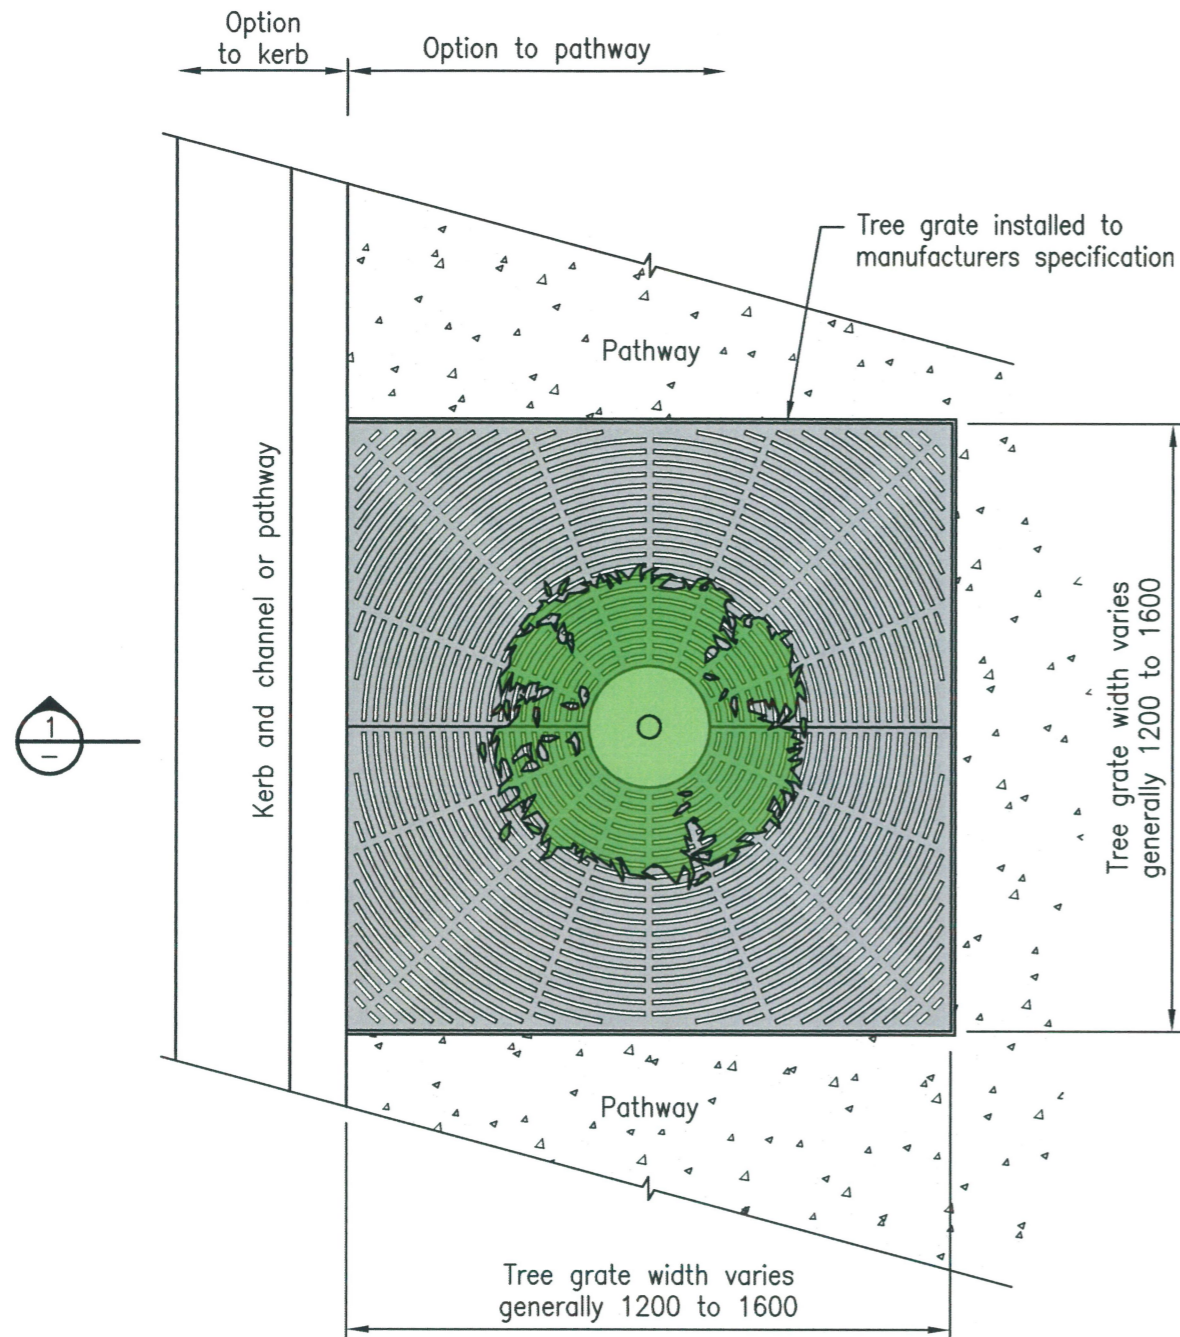 Option
to kerb
Option to pathway
Tree grate installed to
manufacturers specification
Pathway
Kerb and channel or pathway
1
–
Tree grate width varies
generally 1200 to 1600
Pathway
Tree grate width varies
generally 1200 to 1600